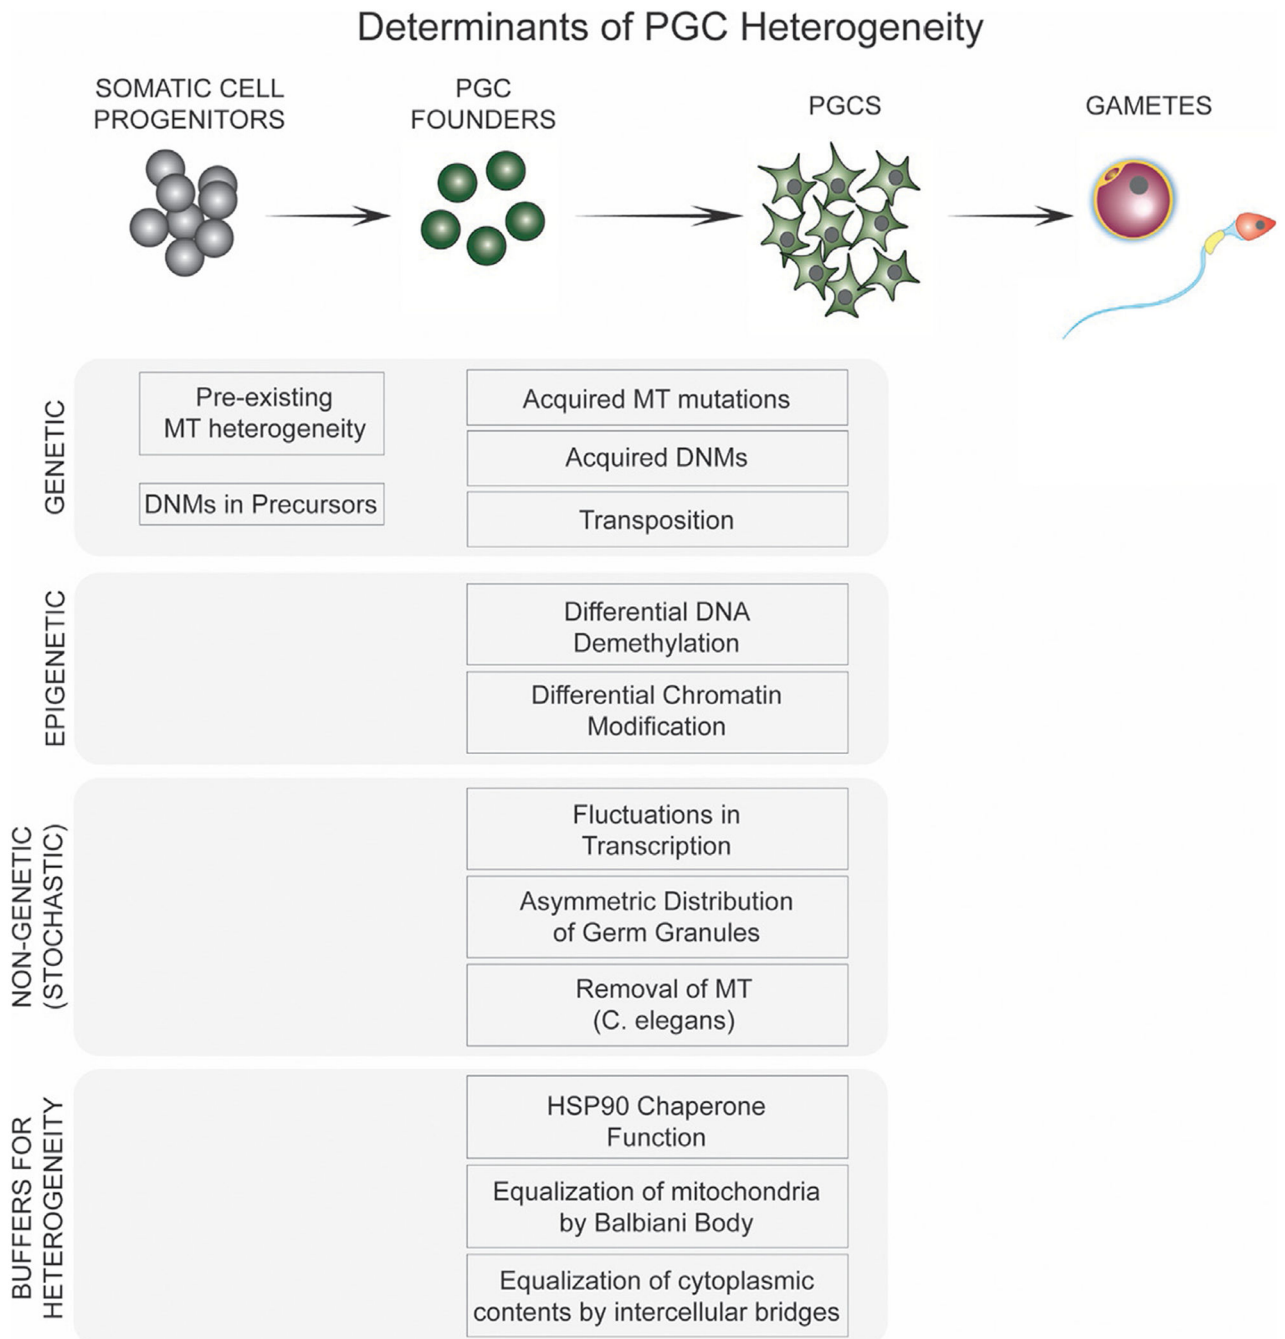 Determinants of PGC Heterogeneity
SOMATIC CELL
PROGENITORS
PGC
FOUNDERS
PGCS
GAMETES
GENETIC
Pre-existing
MT heterogeneity
DNMs in Precursors
Acquired MT mutations
Acquired DNMs
Transposition
EPIGENETIC
Differential DNA
Demethylation
Differential Chromatin
Modification
NON-GENETIC
(STOCHASTIC)
Fluctuations in
Transcription
Asymmetric Distribution
of Germ Granules
Removal of MT
(C. elegans)
BUFFERS FOR
HETEROGENEITY
HSP90 Chaperone
Function
Equalization of mitochondria
by Balbiani Body
Equalization of cytoplasmic
contents by intercellular bridges